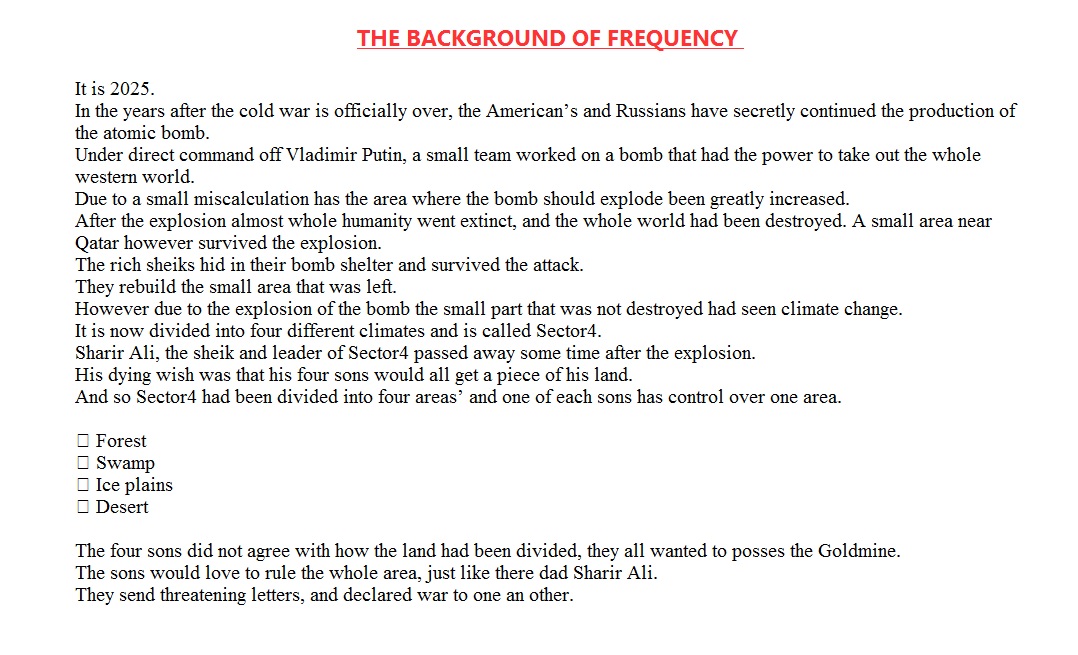 THE BACKGROUND OF FREQUENCY
It is 2025.
In the years after the cold war is officially over, the American’s and Russians have secretly continued the production of
the atomic bomb.
Under direct command off Vladimir Putin, a small team worked on a bomb that had the power to take out the whole
western world.
Due to a small miscalculation has the area where the bomb should explode been greatly increased.
After the explosion almost whole humanity went extinct, and the whole world had been destroyed. A small area near
Qatar however survived the explosion.
The rich sheiks hid in their bomb shelter and survived the attack.
They rebuild the small area that was left.
However due to the explosion of the bomb the small part that was not destroyed had seen climate change.
It is now divided into four different climates and is called Sector4.
Sharir Ali, the sheik and leader of Sector4 passed away some time after the explosion.
His dying wish was that his four sons would all get a piece of his land.
And so Sector4 had been divided into four areas’ and one of each sons has control over one area.
□ Forest
□ Swamp
□ Ice plains
□ Desert
The four sons did not agree with how the land had been divided, they all wanted to posses the Goldmine.
The sons would love to rule the whole area, just like there dad Sharir Ali.
They send threatening letters, and declared war to one an other.